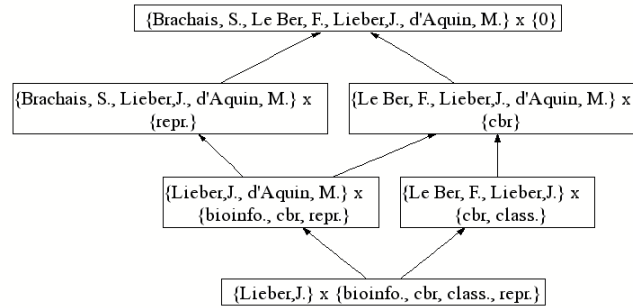 {Brachais, S., Le Ber, F., Lieber,J., d'Aquin, M.} x {0}
{Brachais, S., Lieber,J., d'Aquin, M.} x
{repr.}
{Le Ber, F., Lieber,J., d'Aquin, M.} x
{cbr}
{Lieber,J., d'Aquin, M.} x
{bioinfo., cbr, repr.}
{Le Ber, F., Lieber,J.} x
{cbr, class.}
{Lieber,J.} x {bioinfo., cbr, class., repr.}